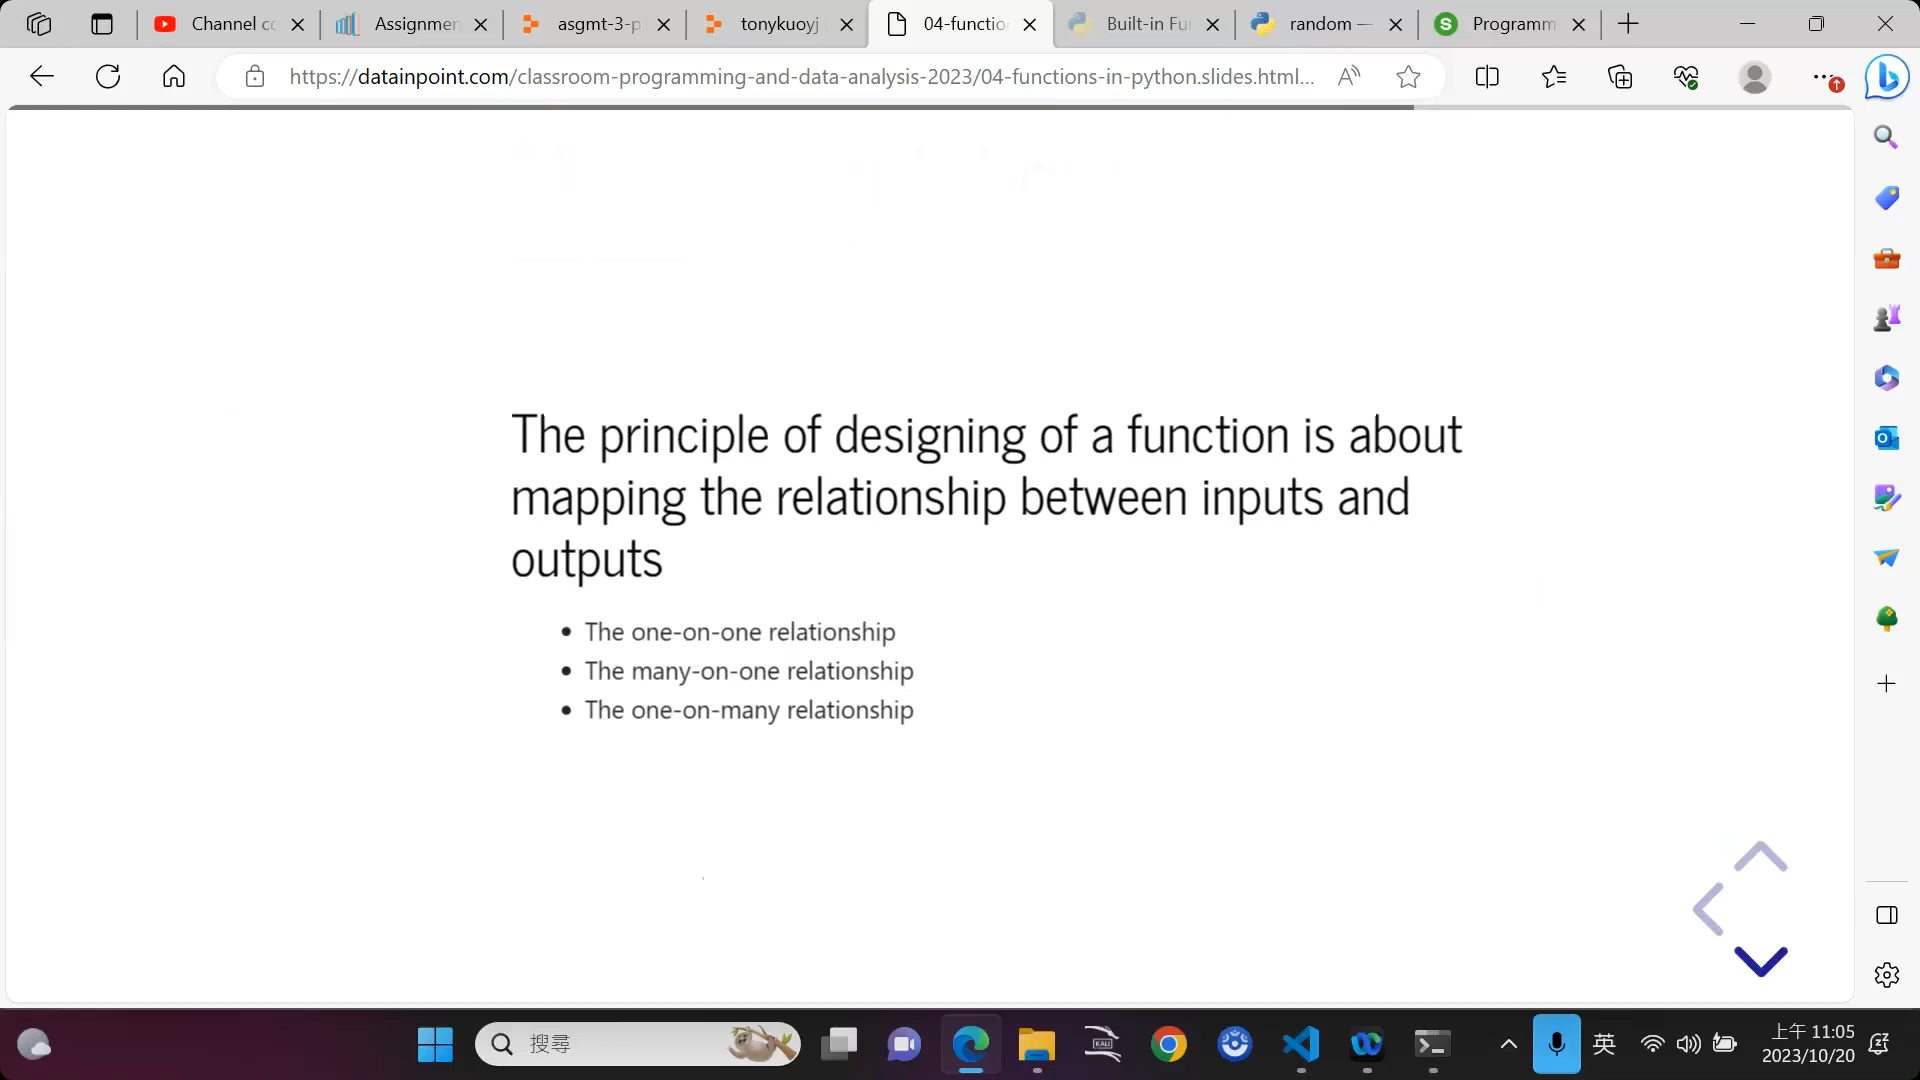 Channel co
Assignmen
asgmt-3-p
tonykuoyj
04-functio
Built-in Fu
random —
Programm
https://datainpoint.com/classroom-programming-and-data-analysis-2023/04-functions-in-python.slides.html...
The principle of designing of a function is about
mapping the relationship between inputs and
outputs
• The one-on-one relationship
• The many-on-one relationship
• The one-on-many relationship
搜尋
KALI
英
上午 11:05
2023/10/20